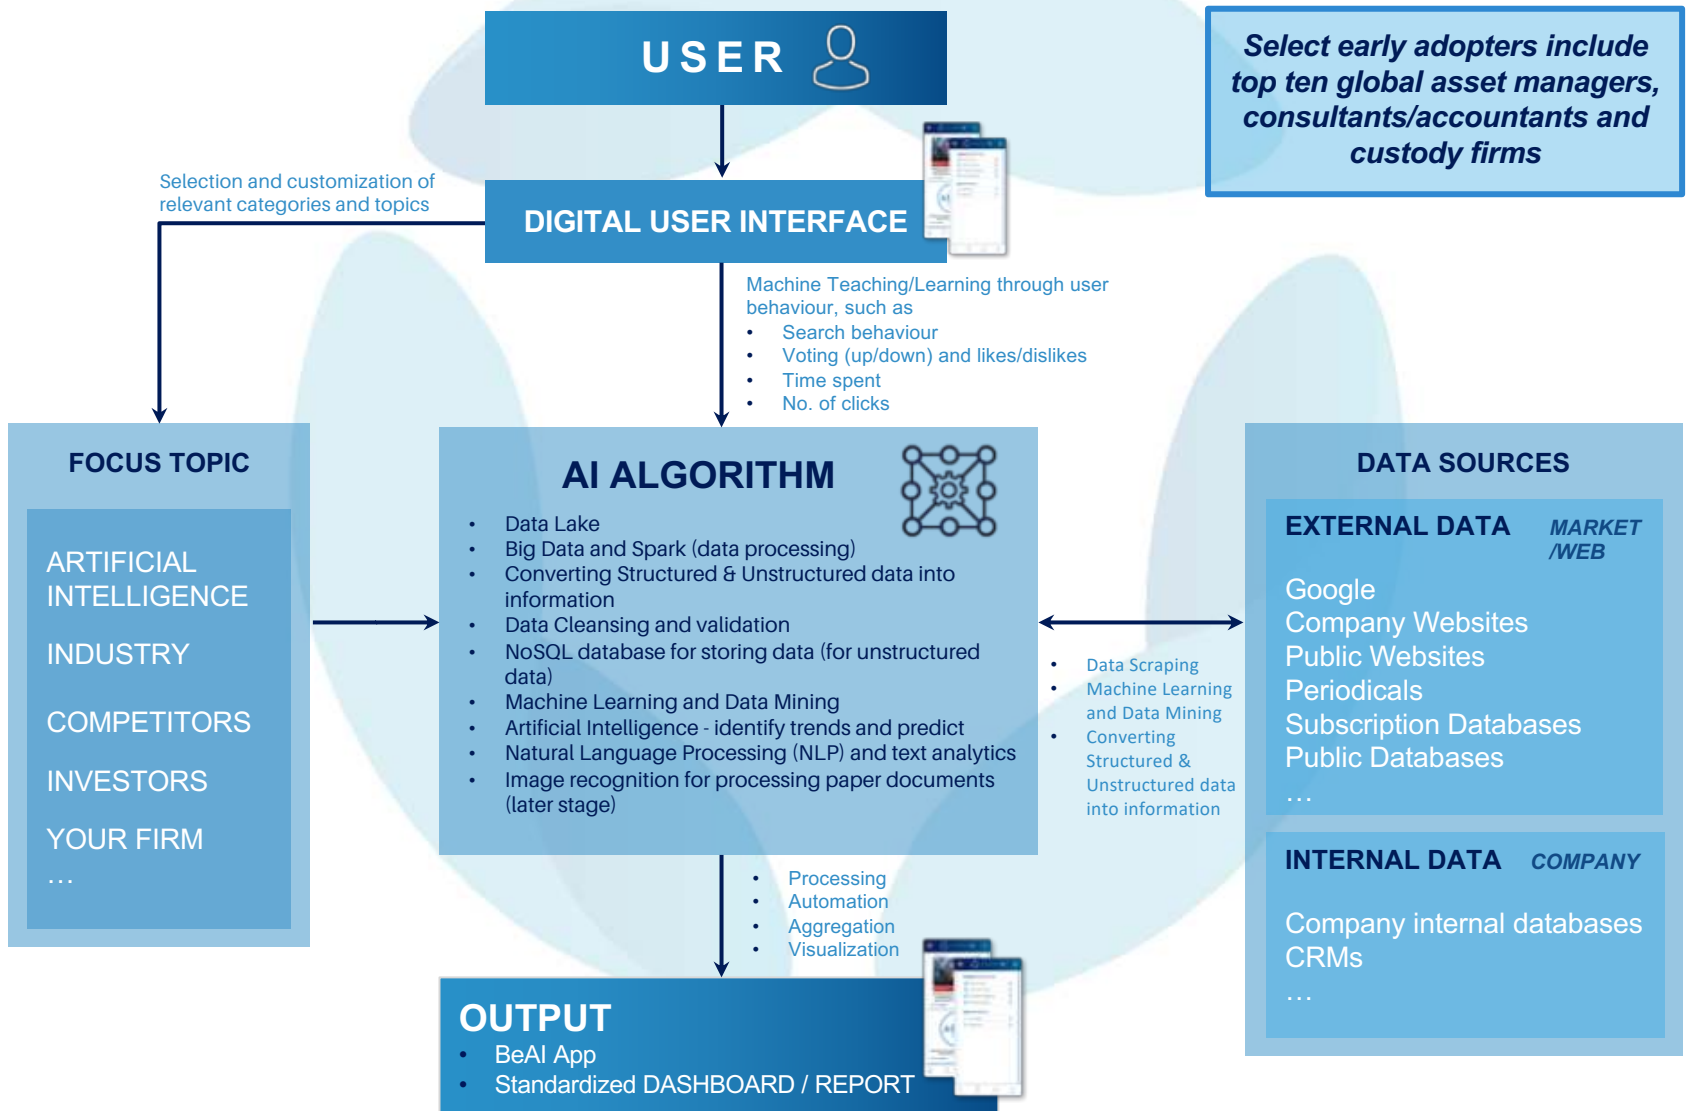 USER
Select early adopters include
top ten global asset managers,
consultants/accountants and
custody firms
Selection and customization of
relevant categories and topics
DIGITAL USER INTERFACE
Machine Teaching/Learning through user
behaviour, such as
• Search behaviour
• Voting (up/down) and likes/dislikes
• Time spent
• No. of clicks
FOCUS TOPIC
ARTIFICIAL
INTELLIGENCE
INDUSTRY
COMPETITORS
INVESTORS
YOUR FIRM
…
AI ALGORITHM
• Data Lake
• Big Data and Spark (data processing)
• Converting Structured & Unstructured data into
information
• Data Cleansing and validation
• NoSQL database for storing data (for unstructured
data)
• Machine Learning and Data Mining
• Artificial Intelligence - identify trends and predict
• Natural Language Processing (NLP) and text analytics
• Image recognition for processing paper documents
(later stage)
• Data Scraping
• Machine Learning
and Data Mining
• Converting
Structured &
Unstructured data
into information
DATA SOURCES
EXTERNAL DATA MARKET
/WEB
Google
Company Websites
Public Websites
Periodicals
Subscription Databases
Public Databases
…
INTERNAL DATA COMPANY
Company internal databases
CRMs
…
• Processing
• Automation
• Aggregation
• Visualization
OUTPUT
• BeAI App
• Standardized DASHBOARD / REPORT